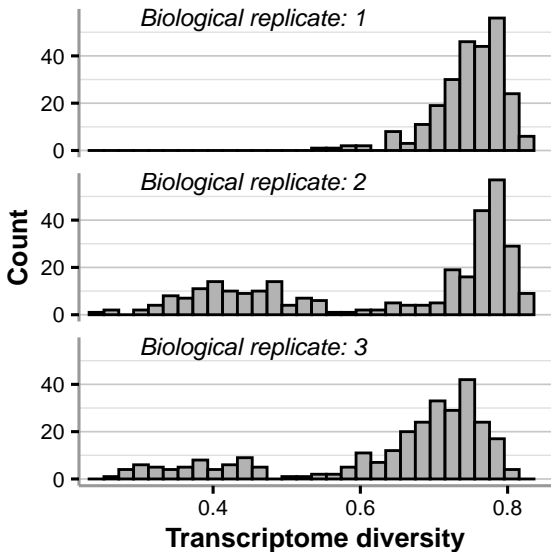 Biological replicate: 1
40
20
0
Biological replicate: 2
40
20
0
Count
Biological replicate: 3
40
20
0
0.4 0.6 0.8
Transcriptome diversity